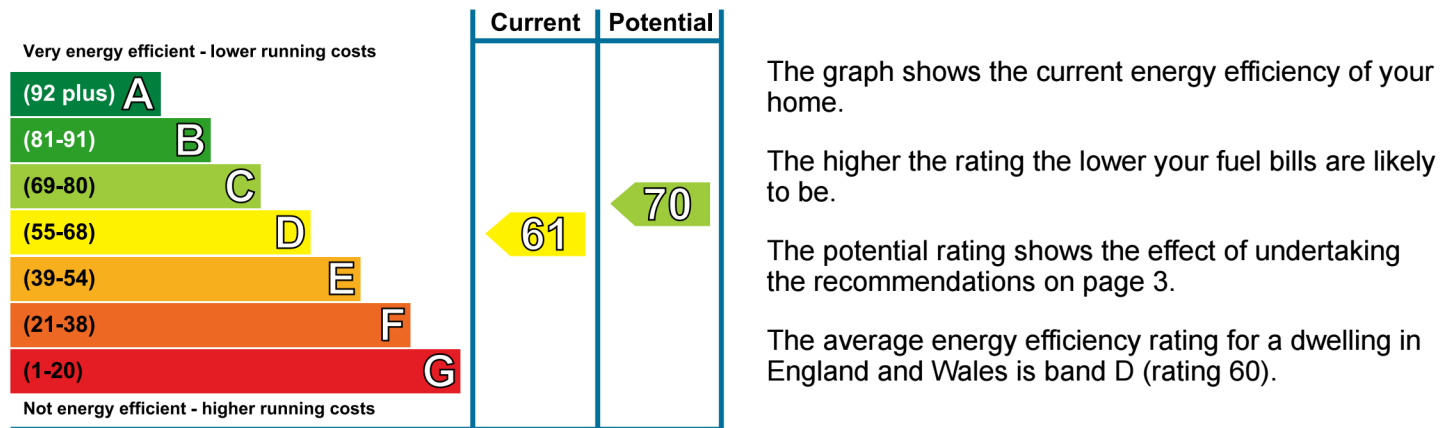 Current Potential
Very energy efficient - lower running costs
(92 plus) A
(81-91) B
(69-80) C
(55-68) D
(39-54) E
(21-38) F
(1-20) G
Not energy efficient - higher running costs
61
70
The graph shows the current energy efficiency of your
home.
The higher the rating the lower your fuel bills are likely
to be.
The potential rating shows the effect of undertaking
the recommendations on page 3.
The average energy efficiency rating for a dwelling in
England and Wales is band D (rating 60).